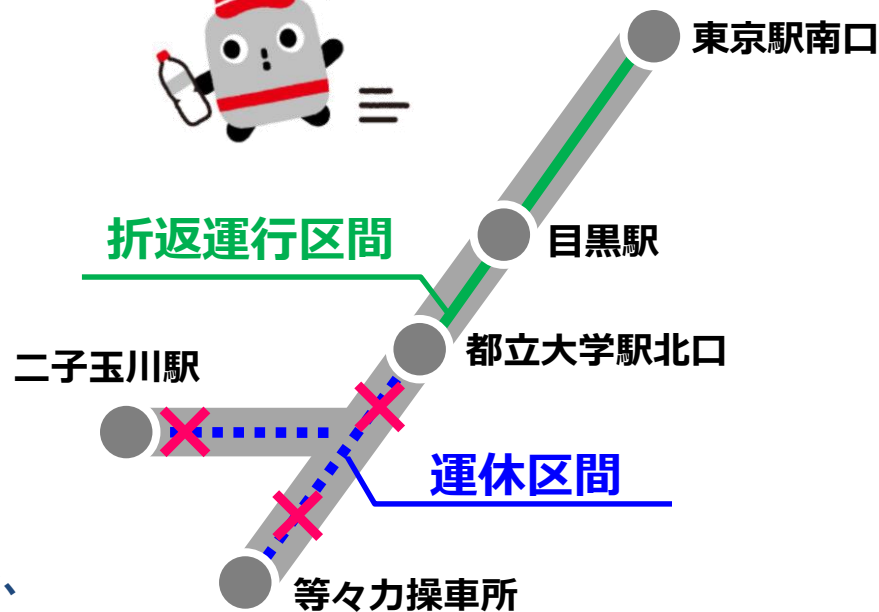 東京駅南口
折返運行区間
目黒駅
都立大学駅北口
二子玉川駅
運休区間
等々力操車所
、